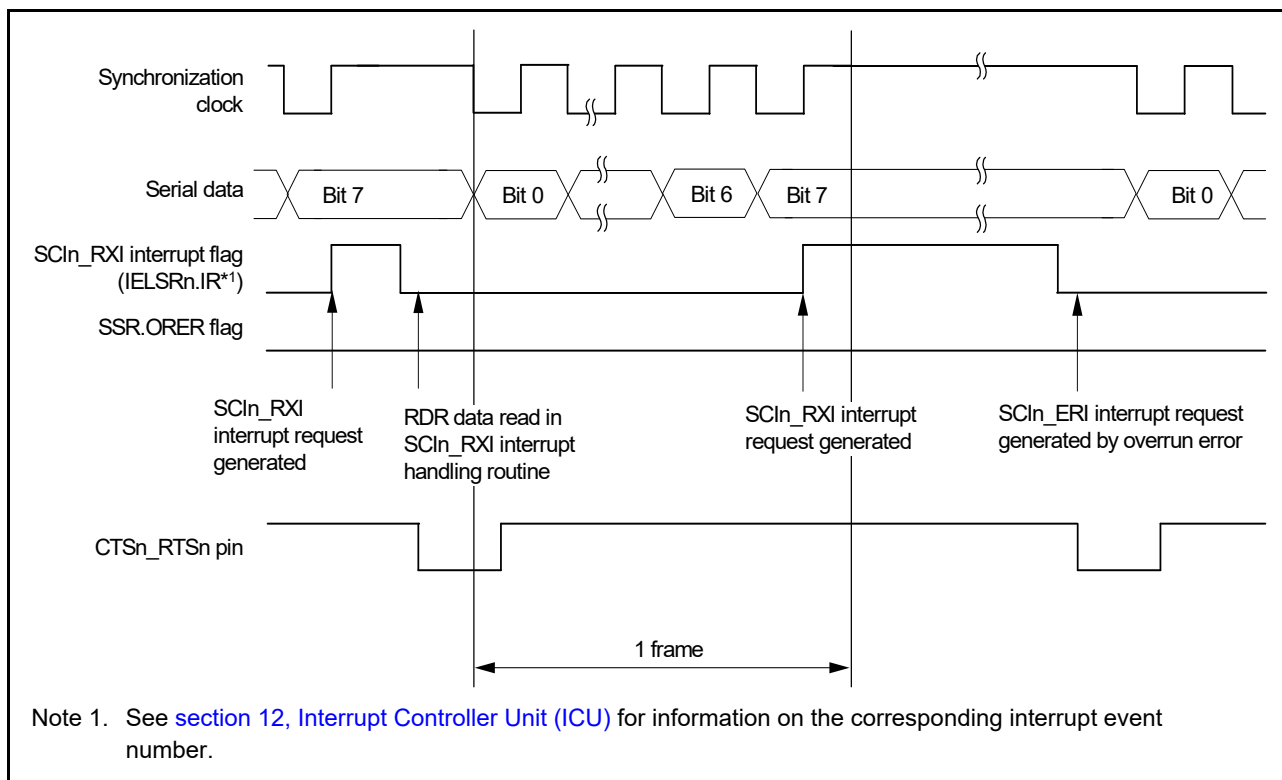 Synchronization
clock
Serial data
Bit 7
Bit 0
Bit 6
Bit 7
Bit 0
SCIn_RXI interrupt flag
(IELSRn.IR*1)
SSR.ORER flag
SCIn_RXI
interrupt request
generated
RDR data read in
SCIn_RXI interrupt
handling routine
SCIn_RXI interrupt
request generated
SCIn_ERI interrupt request
generated by overrun error
CTSn_RTSn pin
1 frame
Note 1. See section 12, Interrupt Controller Unit (ICU) for information on the corresponding interrupt event
number.